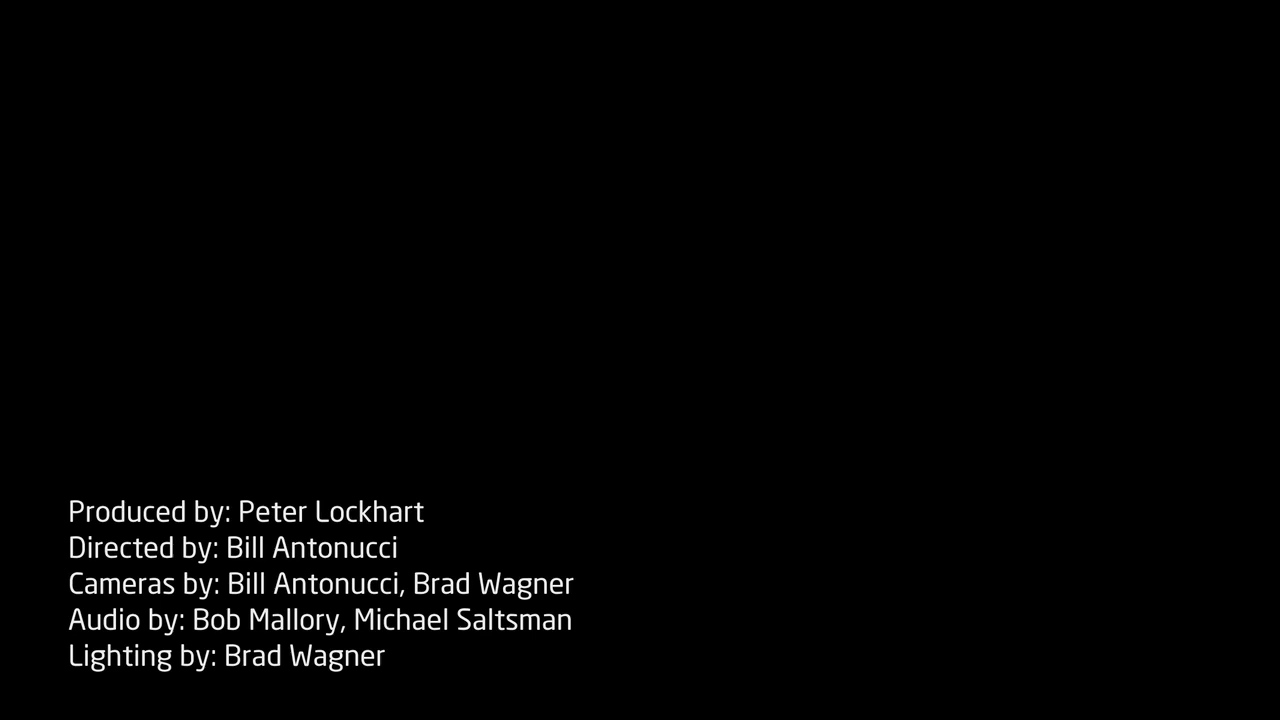 Produced by: Peter Lockhart
Directed by: Bill Antonucci
Cameras by: Bill Antonucci, Brad Wagner
Audio by: Bob Mallory, Michael Saltsman
Lighting by: Brad Wagner